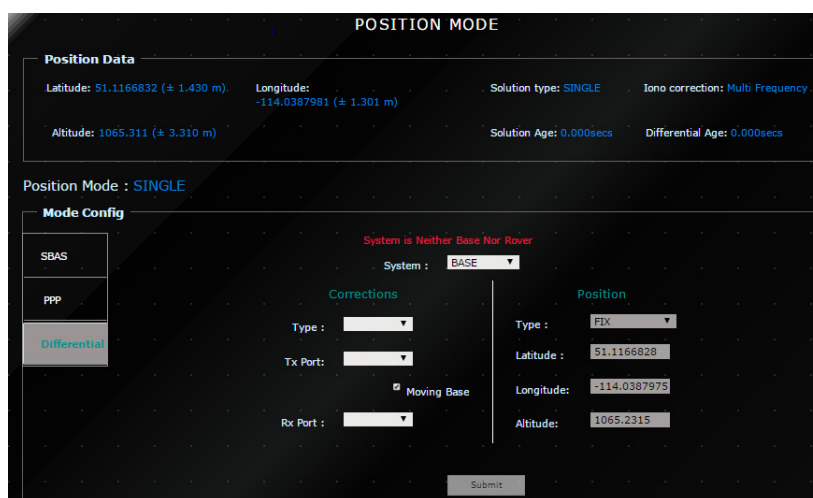 POSITION MODE
Position Data
Latitude: 51.1166832 (± 1.430 m)
Longitude:
-114.0387981 (± 1.301 m)
Solution type: SINGLE
Iono correction: Multi Frequency
Altitude: 1065.311 (± 3.310 m)
Solution Age: 0.000secs
Differential Age: 0.000secs
Position Mode : SINGLE
Mode Config
SBAS
PPP
Differential
System is Neither Base Nor Rover
System : BASE
Corrections
Type :
Tx Port:
Moving Base
Rx Port :
Position
Type : FIX
Latitude : 51.1166828
Longitude: -114.0387975
Altitude: 1065.2315
Submit